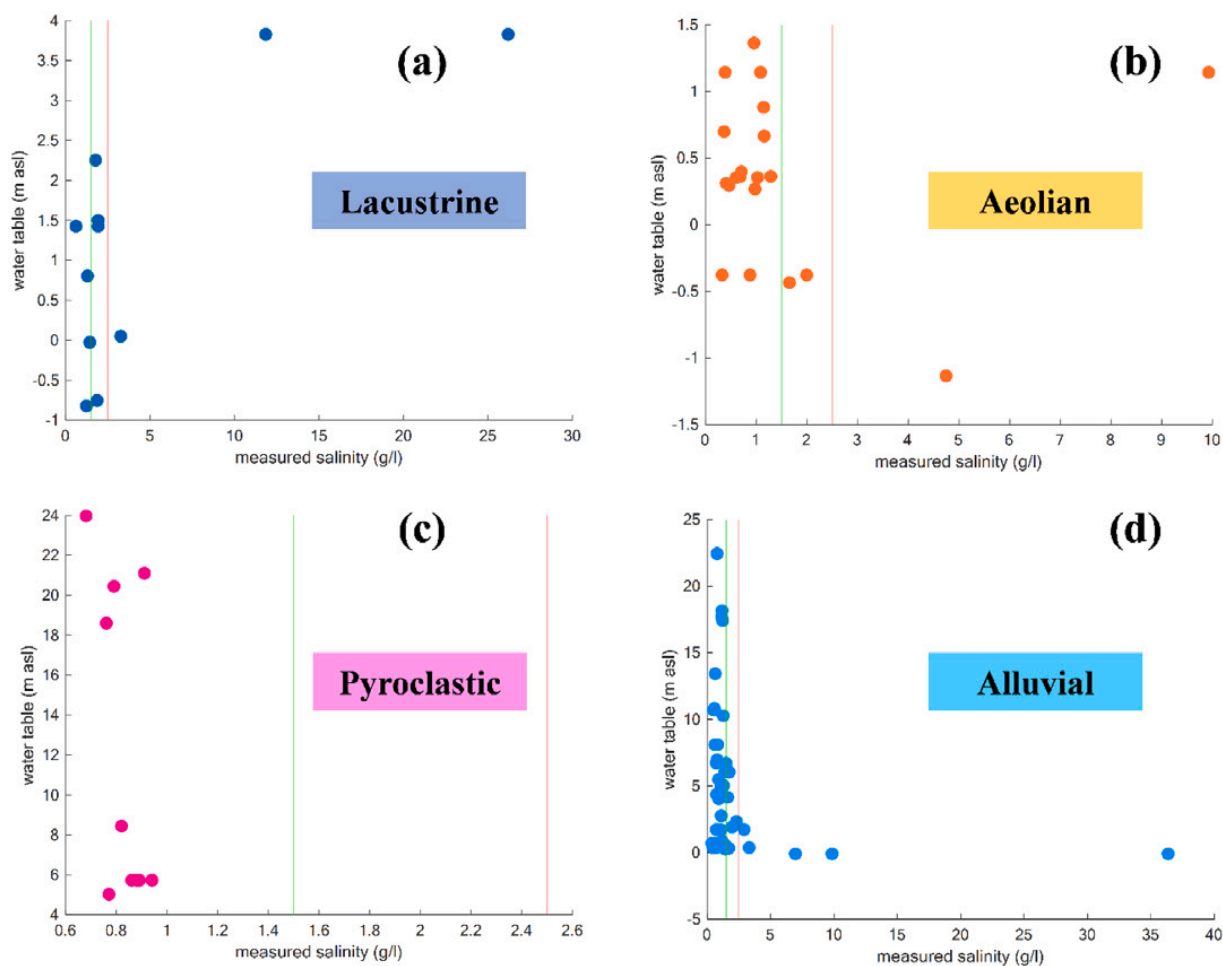 (a)
Lacustrine
water table (m asl)
4
3.5
3
2.5
2
1.5
1
0.5
0
-0.5
-1
0 5 10 15 20 25 30
measured salinity (g/l)
(b)
Aeolian
water table (m asl)
1.5
1
0.5
0
-0.5
-1
-1.5
0 1 2 3 4 5 6 7 8 9 10
measured salinity (g/l)
(c)
Pyroclastic
water table (m asl)
24
22
20
18
16
14
12
10
8
6
4
0.6 0.8 1 1.2 1.4 1.6 1.8 2 2.2 2.4 2.6
measured salinity (g/l)
(d)
Alluvial
water table (m asl)
25
20
15
10
5
0
-5
0 5 10 15 20 25 30 35 40
measured salinity (g/l)